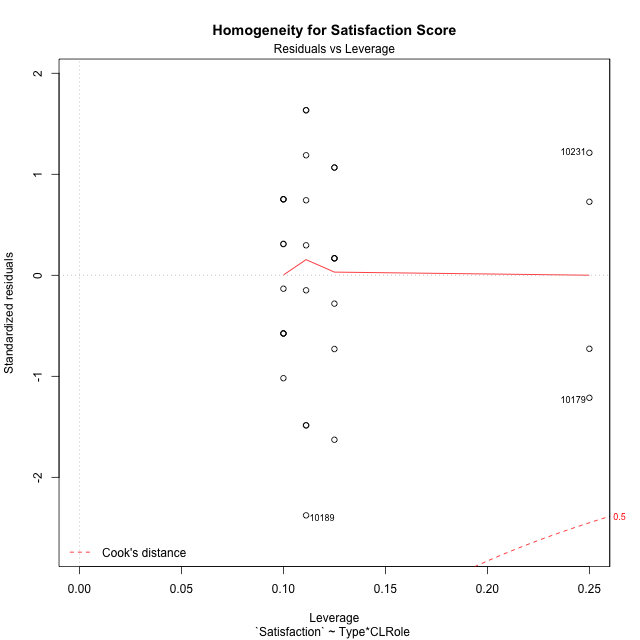 Homogeneity for Satisfaction Score
Residuals vs Leverage
2
1
0
-1
-2
Standardized residuals
10231
10179
10189
0.5
Cook's distance
0.00
0.05
0.10
0.15
0.20
0.25
Leverage
`Satisfaction` ~ Type*CLRole